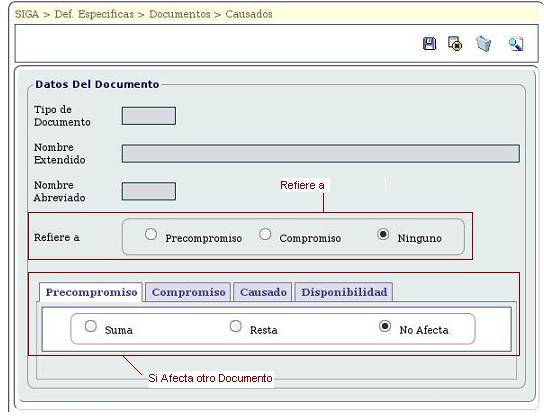 SIGA > Def. Especificas > Documentos > Causados
Datos Del Documento
Tipo de
Documento
Nombre
Extendido
Nombre
Abreviado
Refiere a
Refiere a Precompromiso Compromiso Ninguno
Precompromiso Compromiso Causado Disponibilidad
Suma Resta No Afecta
Si Afecta otro Documento